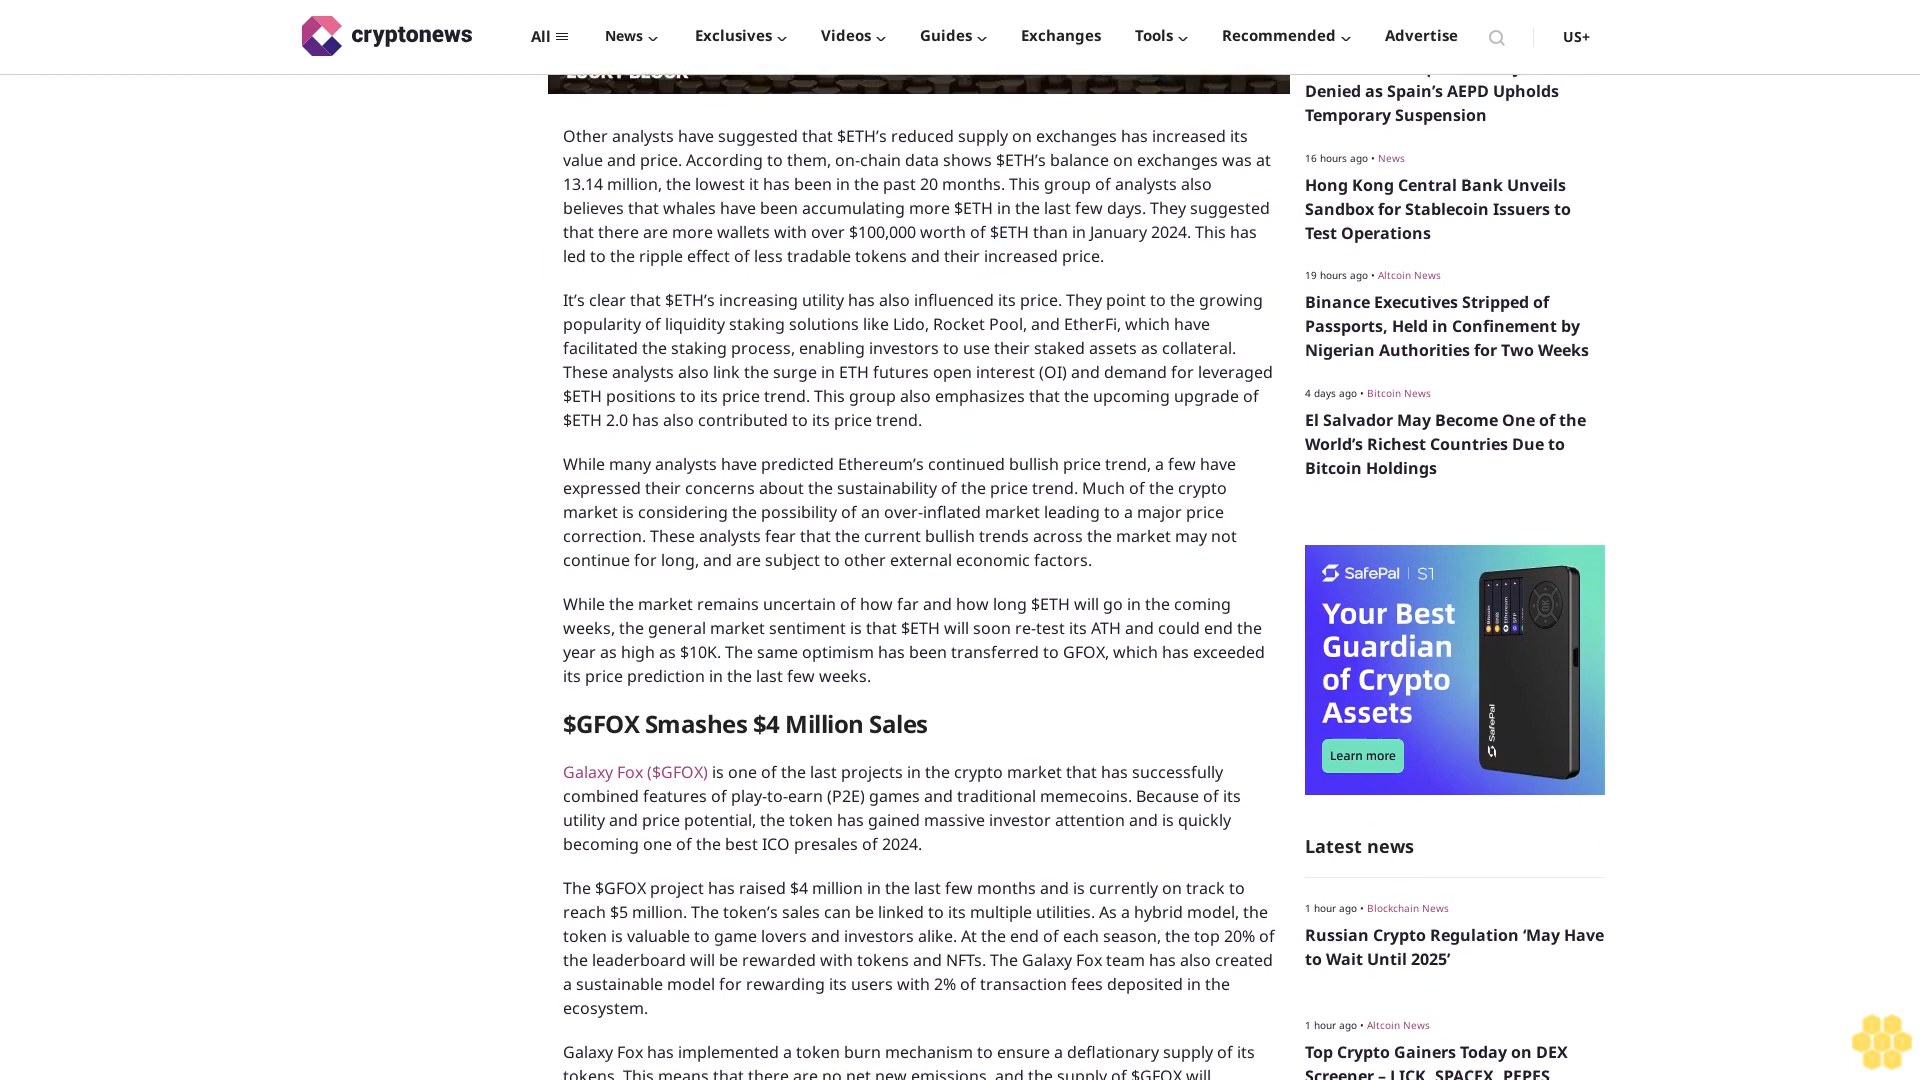 cryptonews
All
News
Exclusives
Videos
Guides
Exchanges
Tools
Recommended
Advertise
US+
Other analysts have suggested that $ETH’s reduced supply on exchanges has increased its
value and price. According to them, on-chain data shows $ETH’s balance on exchanges was at
13.14 million, the lowest it has been in the past 20 months. This group of analysts also
believes that whales have been accumulating more $ETH in the last few days. They suggested
that there are more wallets with over $100,000 worth of $ETH than in January 2024. This has
led to the ripple effect of less tradable tokens and their increased price.
It’s clear that $ETH’s increasing utility has also influenced its price. They point to the growing
popularity of liquidity staking solutions like Lido, Rocket Pool, and EtherFi, which have
facilitated the staking process, enabling investors to use their staked assets as collateral.
These analysts also link the surge in ETH futures open interest (OI) and demand for leveraged
$ETH positions to its price trend. This group also emphasizes that the upcoming upgrade of
$ETH 2.0 has also contributed to its price trend.
While many analysts have predicted Ethereum’s continued bullish price trend, a few have
expressed their concerns about the sustainability of the price trend. Much of the crypto
market is considering the possibility of an over-inflated market leading to a major price
correction. These analysts fear that the current bullish trends across the market may not
continue for long, and are subject to other external economic factors.
While the market remains uncertain of how far and how long $ETH will go in the coming
weeks, the general market sentiment is that $ETH will soon re-test its ATH and could end the
year as high as $10K. The same optimism has been transferred to GFOX, which has exceeded
its price prediction in the last few weeks.
$GFOX Smashes $4 Million Sales
Galaxy Fox ($GFOX) is one of the last projects in the crypto market that has successfully
combined features of play-to-earn (P2E) games and traditional memecoins. Because of its
utility and price potential, the token has gained massive investor attention and is quickly
becoming one of the best ICO presales of 2024.
The $GFOX project has raised $4 million in the last few months and is currently on track to
reach $5 million. The token’s sales can be linked to its multiple utilities. As a hybrid model, the
token is valuable to game lovers and investors alike. At the end of each season, the top 20% of
the leaderboard will be rewarded with tokens and NFTs. The Galaxy Fox team has also created
a sustainable model for rewarding its users with 2% of transaction fees deposited in the
ecosystem.
Galaxy Fox has implemented a token burn mechanism to ensure a deflationary supply of its
tokens. This means that there are no net new emissions, and the supply of $GFOX will
Denied as Spain’s AEPD Upholds
Temporary Suspension
16 hours ago • News
Hong Kong Central Bank Unveils
Sandbox for Stablecoin Issuers to
Test Operations
19 hours ago • Altcoin News
Binance Executives Stripped of
Passports, Held in Confinement by
Nigerian Authorities for Two Weeks
4 days ago • Bitcoin News
El Salvador May Become One of the
World’s Richest Countries Due to
Bitcoin Holdings
SafePal | S1
Your Best
Guardian
of Crypto
Assets
Learn more
SafePal
Latest news
1 hour ago • Blockchain News
Russian Crypto Regulation ‘May Have
to Wait Until 2025’
1 hour ago • Altcoin News
Top Crypto Gainers Today on DEX
Screener – LICK, SPACEX, PEPES